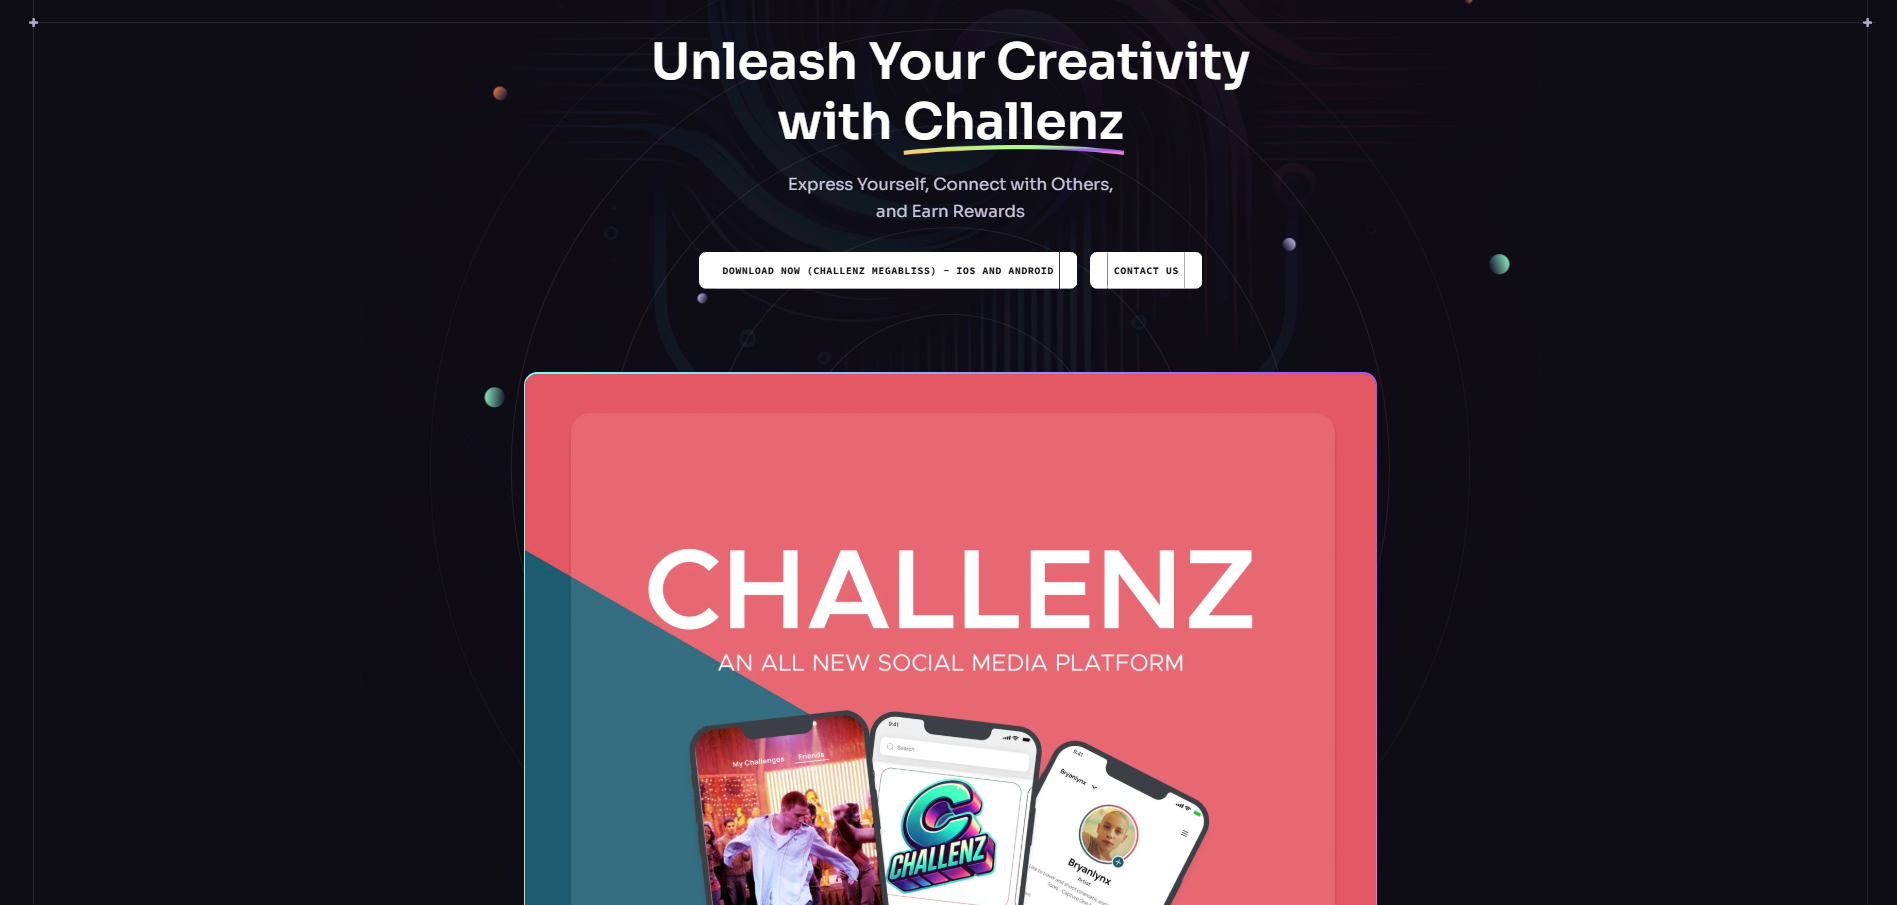 Unleash Your Creativity
with Challenz
Express Yourself, Connect with Others,
and Earn Rewards
DOWNLOAD NOW (CHALLENZ MEGABLISS) - IOS AND ANDROID
CONTACT US
CHALLENZ
AN ALL NEW SOCIAL MEDIA PLATFORM
My Challenges Friends
9:41
Search
CHALLENZ
9:41
Bryanlynx
Bryanlynx
Artist